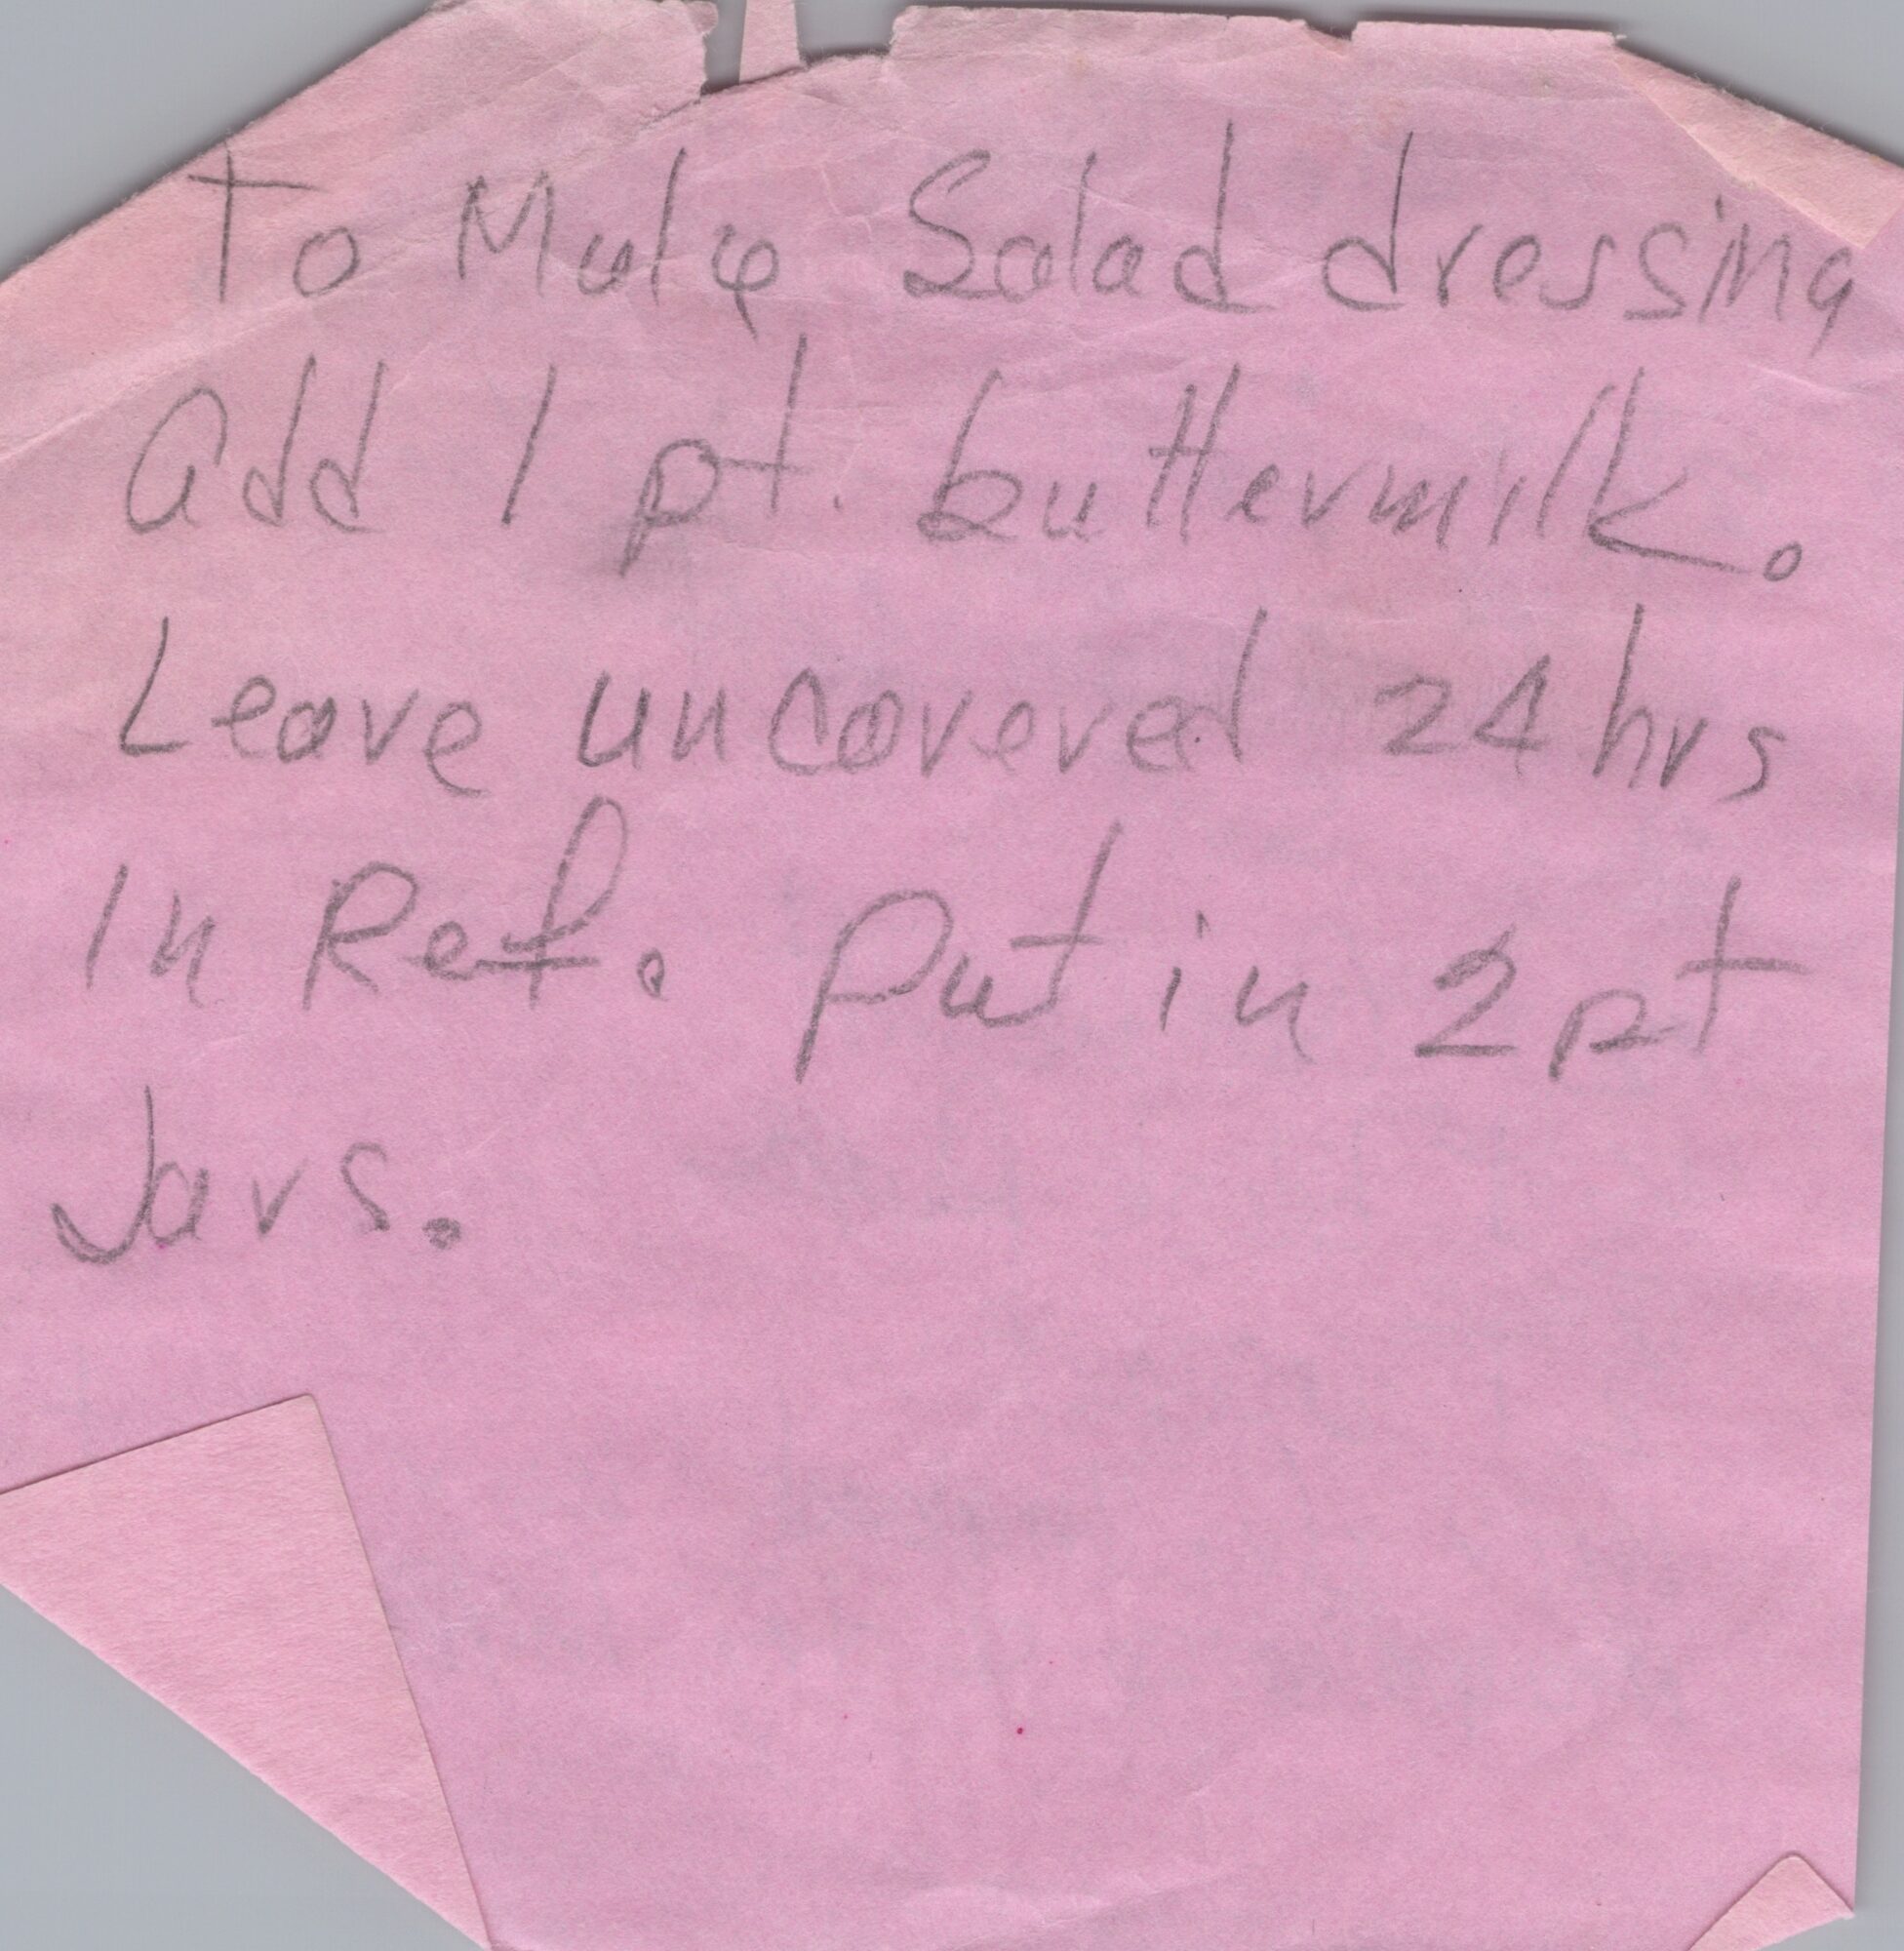 To Make Salad dressing
add 1 pt. buttermilk.
Leave uncovered 24 hrs
In Ref. Put in 2 pt
Jars.